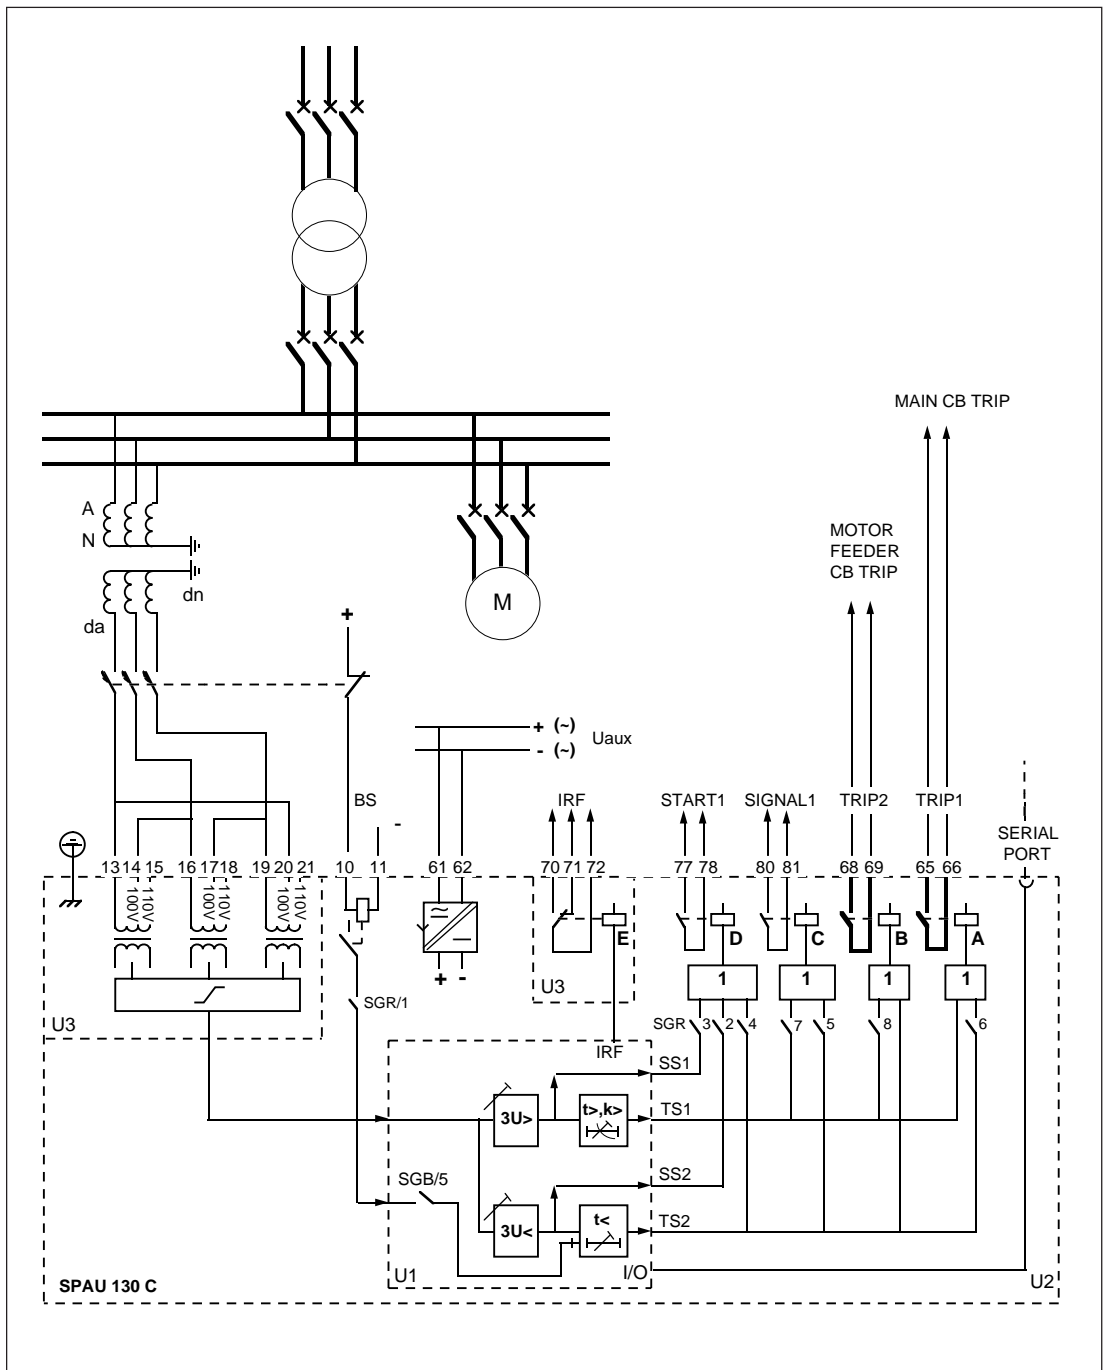 MAIN CB TRIP
A
N
MOTOR
FEEDER
CB TRIP
dn
M
da
+
+ (~)
- (~)
Uaux
BS
-
IRF
START1
SIGNAL1
TRIP2
TRIP1
SERIAL
PORT
13 14 15 16 17 18 19 20 21 10 11 61 62 70 71 72 77 78 80 81 68 69 65 66
100V
110V
100V
110V
100V
110V
E
D
C
B
A
+ -
U3
1
1
1
1
SGR/1
U3
SGR 3 2 4 7 5 8 6
IRF
SS1
3U>
t>,k>
TS1
SGB/5
SS2
3U<
t<
TS2
U1
I/O
U2
SPAU 130 C